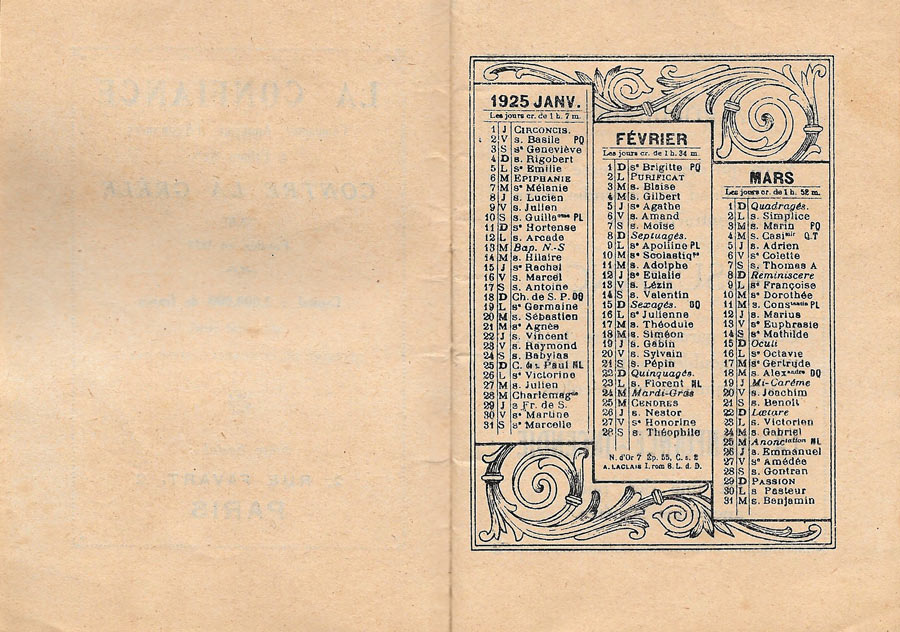 LA CONFIANCE
CONTRE LA GRÊLE
2, RUE FAVART, 2
PARIS
1925 JANV.
Les jours cr. de 1 h. 7 m.
1 J CIRCONCIS.
2 V s. Basile PQ
3 S sᵉ Geneviève
4 D s. Rigobert
5 L sᵉ Emilie
6 M EPIPHANIE
7 M sᵉ Mélanie
8 J s. Lucien
9 V s. Julien
10 S s. Guillaᵘᵐᵉ PL
11 D sᵉ Hortense
12 L s. Arcade
13 M Bap. N.-S
14 M s. Hilaire
15 J sᵉ Rachel
16 V s. Marcel
17 S s. Antoine
18 D Ch. de S. P. DQ
19 L sᵉ Germaine
20 M s. Sébastien
21 M sᵉ Agnès
22 J s. Vincent
23 V s. Raymond
24 S s. Babylas
25 D C. de s. Paul NL
26 L sᵉ Victorine
27 M s. Julien
28 M Charlemagⁿᵉ
29 J s Fr. de S.
30 V sᵉ Martine
31 S sᵉ Marcelle
FÉVRIER
Les jours cr. de 1 h. 34 m.
1 D sᵉ Brigitte PQ
2 L PURIFICAT
3 M s. Blaise
4 M s. Gilbert
5 J sᵉ Agathe
6 V s. Amand
7 S s. Moïse
8 D Septuagés.
9 L sᵉ Apolline PL
10 M sᵉ Scolastiqᵘᵉ
11 M s. Adolphe
12 J sᵉ Eulalie
13 V s. Lézin
14 S s. Valentin
15 D Sexagés. DQ
16 L sᵉ Julienne
17 M s. Théodule
18 M s. Siméon
19 J s. Gabin
20 V s. Sylvain
21 S s. Pépin
22 D Quinquagés.
23 L s. Florent NL
24 M Mardi-Gras
25 M CENDRES
26 J s. Nestor
27 V sᵉ Honorine
28 S s. Théophile
N. d'Or 7 Ép. 55, C. s. 2
A. LACLAIS I. rom 8. L. d. D.
MARS
Les jours cr. de 1 h. 52 m.
1 D Quadragés.
2 L s. Simplice
3 M s. Marin PQ
4 M s. Casiᵐⁱʳ Q.T
5 J s. Adrien
6 V sᵉ Colette
7 S s. Thomas A
8 D Reminiscere
9 L sᵉ Françoise
10 M sᵉ Dorothée
11 M s. Consᵗᵃⁿᵗⁱⁿ PL
12 J s. Marius
13 V sᵉ Euphrasie
14 S sᵉ Mathilde
15 D Oculi
16 L sᵉ Octavie
17 M sᵉ Gertrude
18 M s. Alexᵃⁿᵈʳᵉ DQ
19 J Mi-Carême
20 V s. Joachim
21 S s. Benoît
22 D Lætare
23 L s. Victorien
24 M s. Gabriel
25 M Anonciation NL
26 J s. Emmanuel
27 V sᵉ Amédée
28 S s. Gontran
29 D PASSION
30 L s Pasteur
31 M s. Benjamin